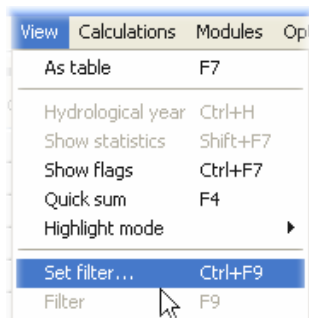 View Calculations Modules Op
As table F7
Hydrological year Ctrl+H
Show statistics Shift+F7
Show flags Ctrl+F7
Quick sum F4
Highlight mode
Set filter... Ctrl+F9
Filter F9